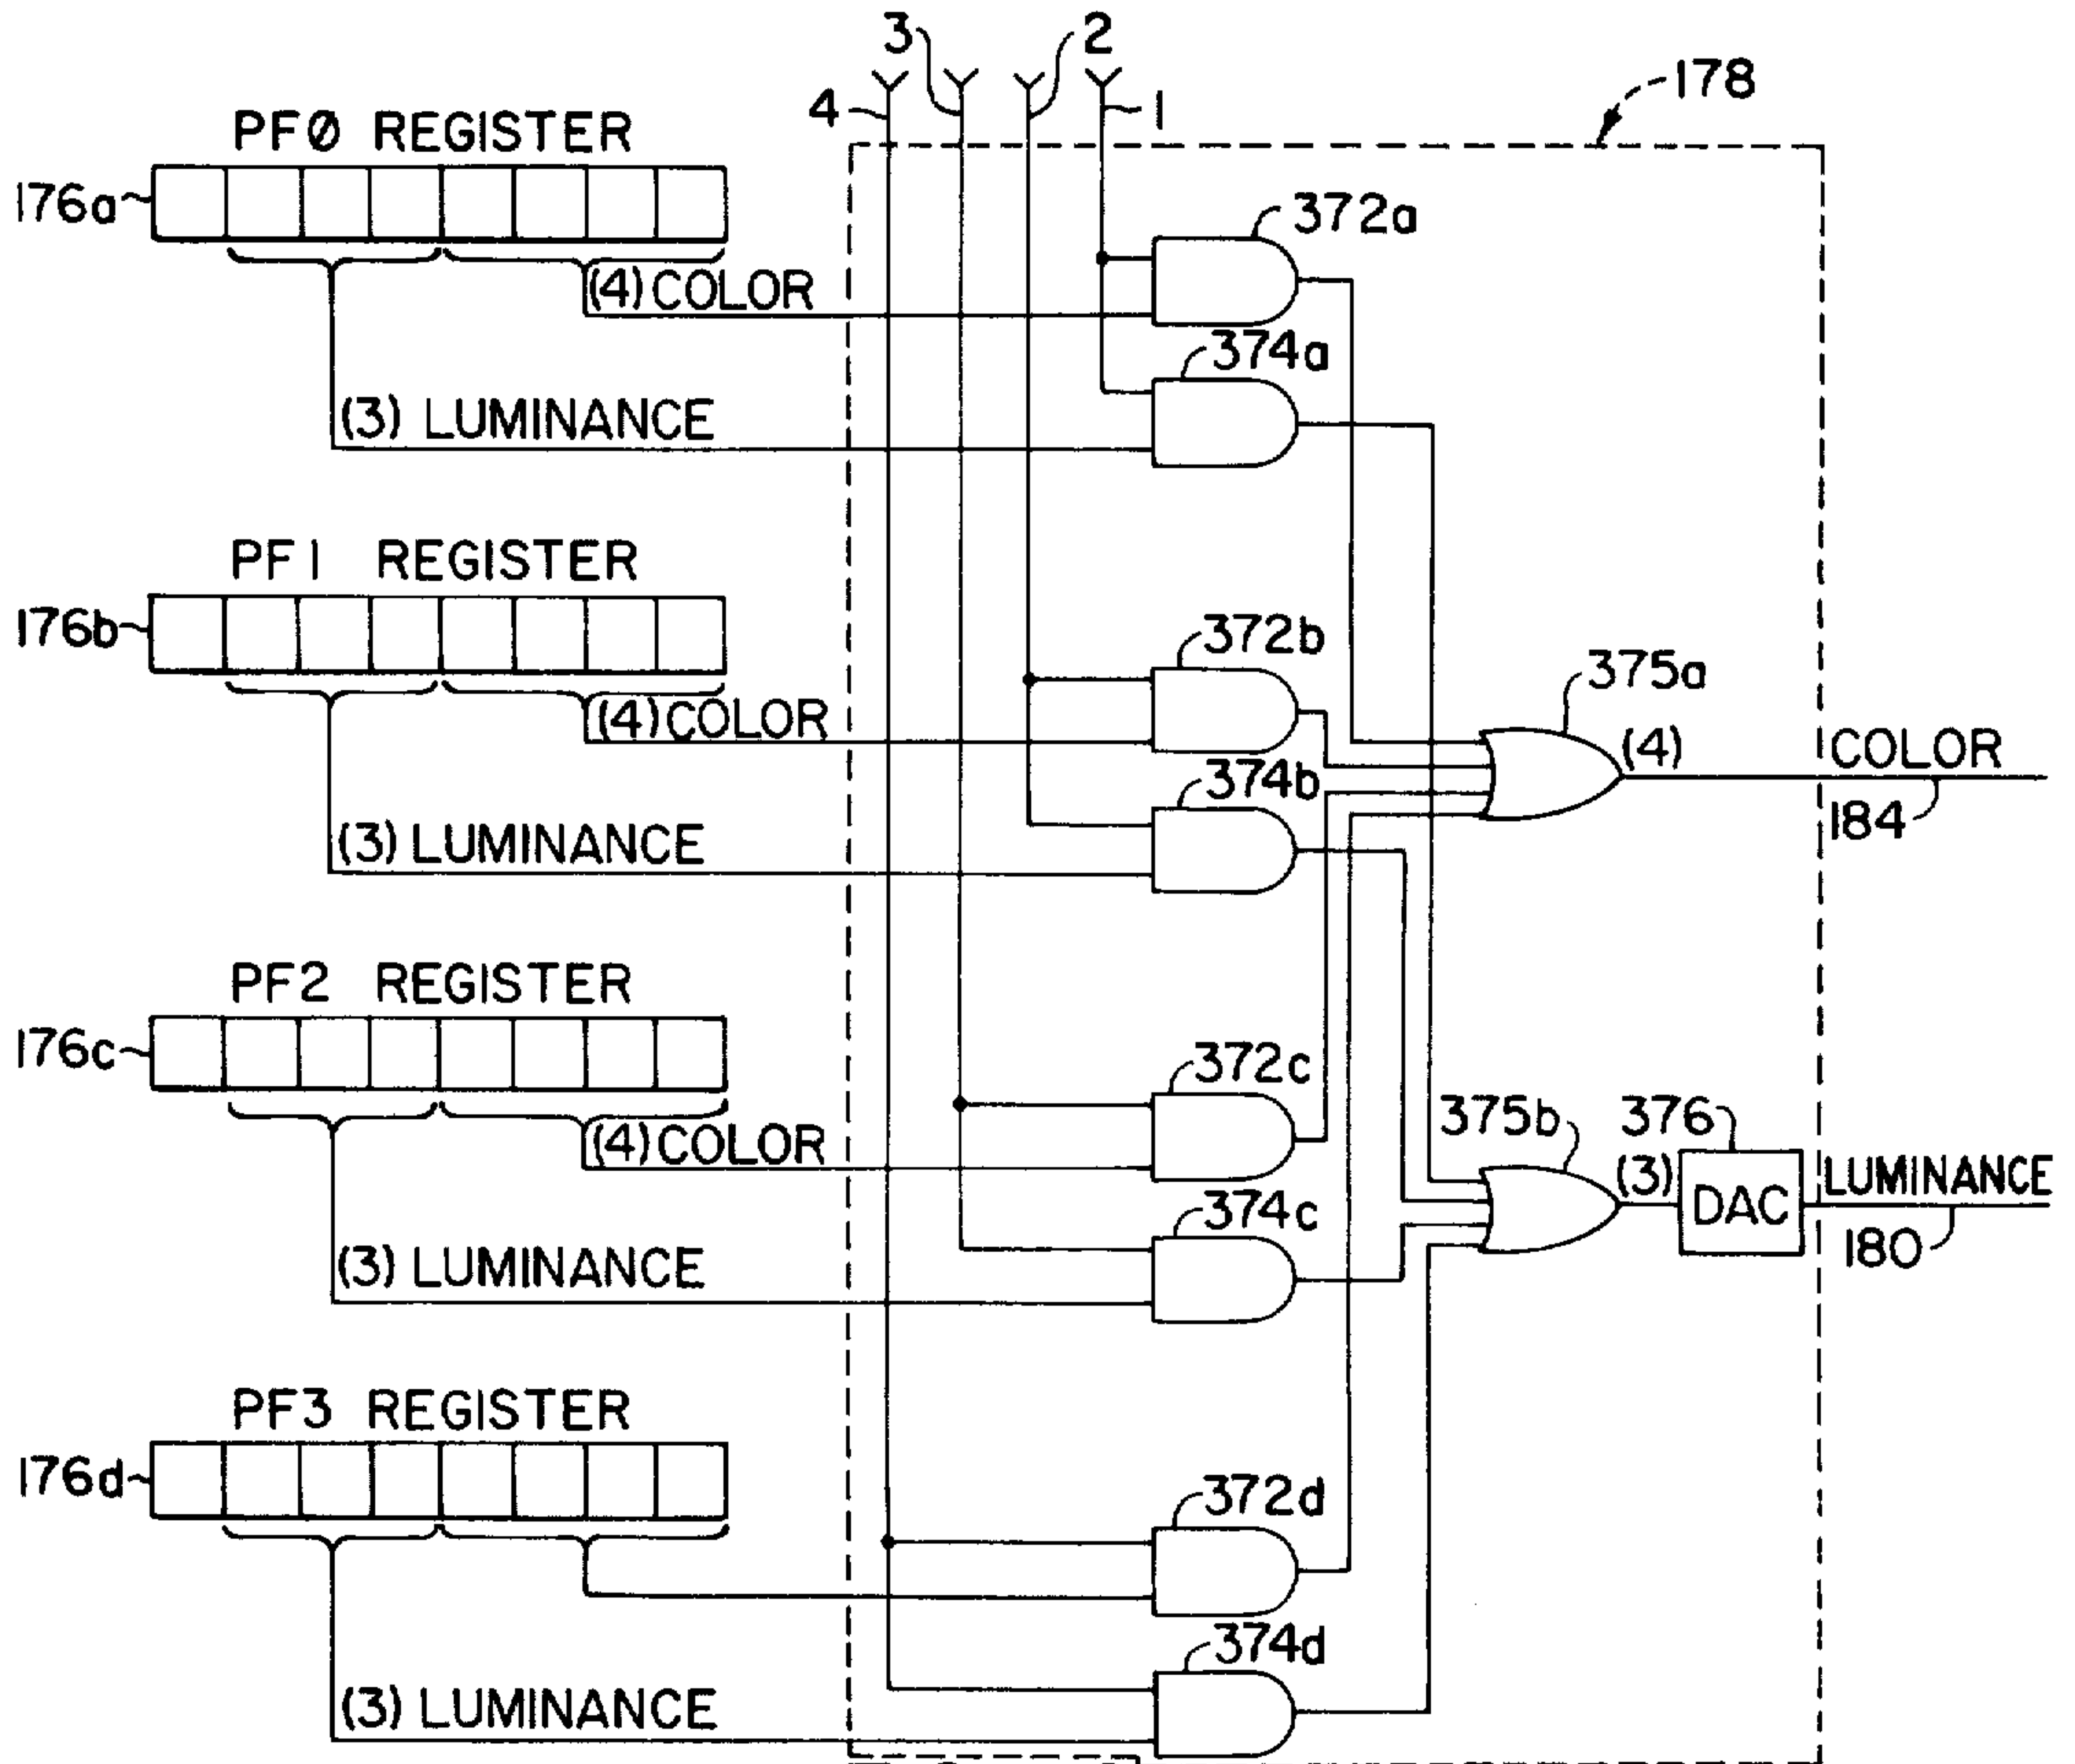 3 2
4 1
178
PFØ REGISTER
176a
372a
(4) COLOR
374a
(3) LUMINANCE
PF1 REGISTER
176b
372b
375a
(4) COLOR
(4)
COLOR
374b
184
(3) LUMINANCE
PF2 REGISTER
176c
372c
375b
376
(4) COLOR
(3)
DAC
LUMINANCE
374c
180
(3) LUMINANCE
PF3 REGISTER
176d
372d
374d
(3) LUMINANCE